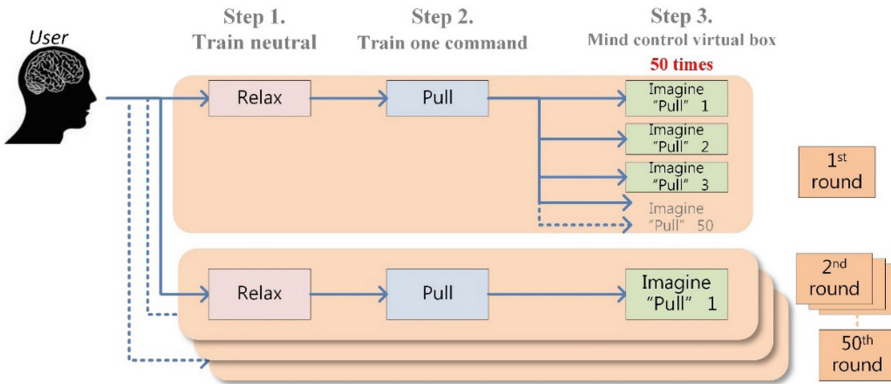 User
Step 1.
Train neutral
Step 2.
Train one command
Step 3.
Mind control virtual box
50 times
Relax
Pull
Imagine
“Pull” 1
Imagine
“Pull” 2
Imagine
“Pull” 3
Imagine
“Pull” 50
1st
round
Relax
Pull
Imagine
“Pull” 1
2nd
round
50th
round